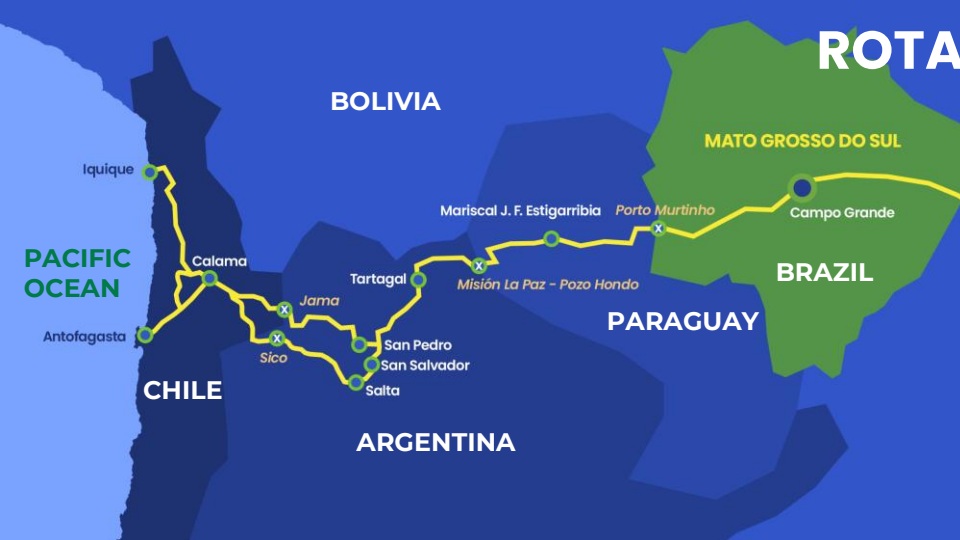 ROTA
BOLIVIA
MATO GROSSO DO SUL
Iquique
Mariscal J. F. Estigarribia
Porto Murtinho
Campo Grande
X
PACIFIC
OCEAN
Calama
Tartagal
X
Misión La Paz - Pozo Hondo
BRAZIL
Jama
X
PARAGUAY
Antofagasta
X
Sico
San Pedro
San Salvador
Salta
CHILE
ARGENTINA